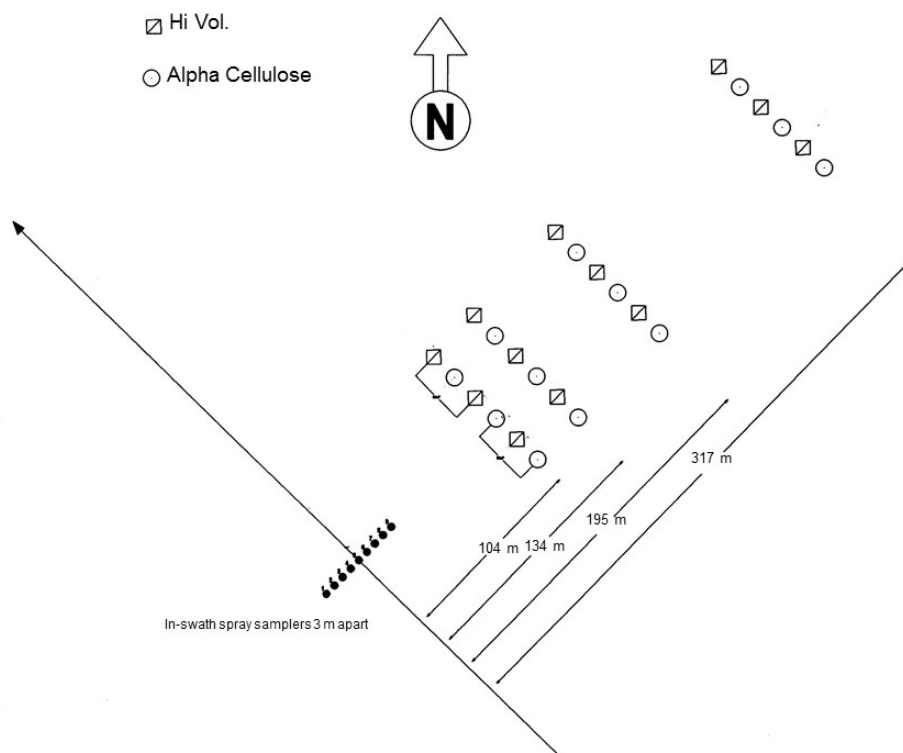 Hi Vol.
Alpha Cellulose
N
317 m
195 m
104 m
134 m
In-swath spray samplers 3 m apart